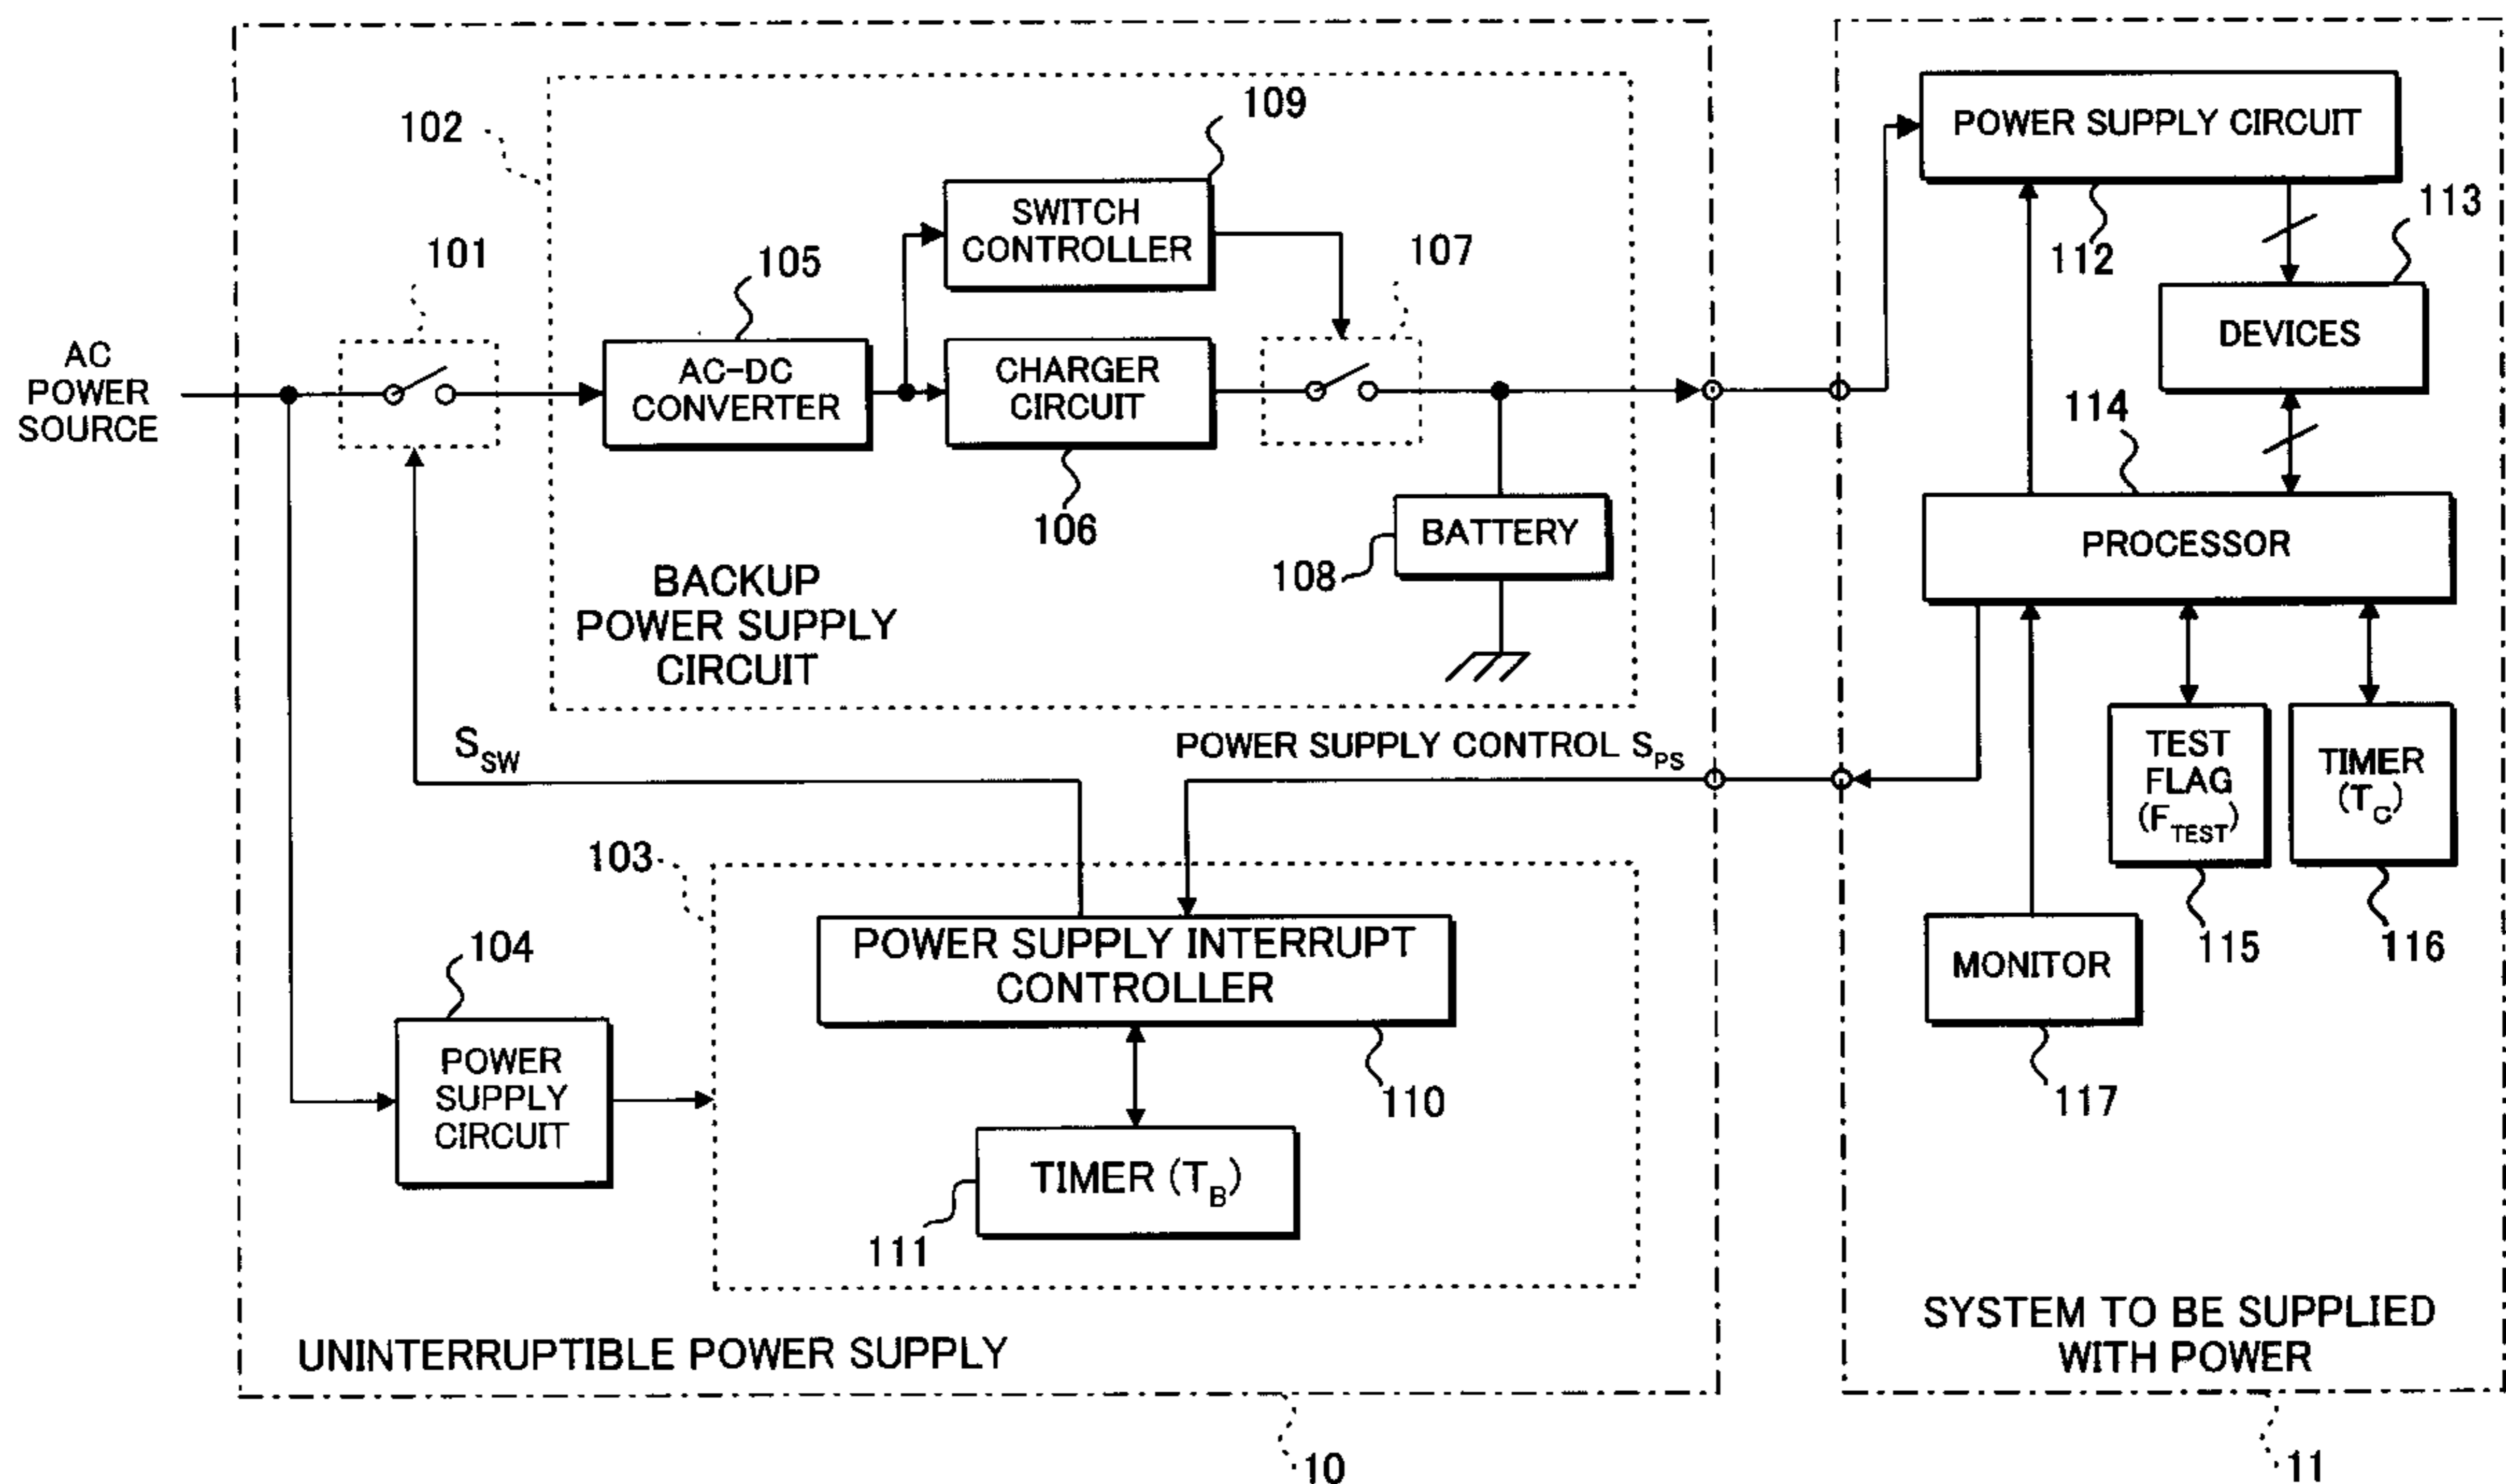 109
102
POWER SUPPLY CIRCUIT
SWITCH
CONTROLLER
113
101
107
112
105
AC
POWER
SOURCE
AC-DC
CONVERTER
CHARGER
CIRCUIT
DEVICES
114
106
BATTERY
108
PROCESSOR
BACKUP
POWER SUPPLY
CIRCUIT
S_SW
POWER SUPPLY CONTROL S_PS
TEST
FLAG
(F_TEST)
TIMER
(T_C)
103
104
POWER SUPPLY INTERRUPT
CONTROLLER
115
116
MONITOR
POWER
SUPPLY
CIRCUIT
110
117
TIMER (T_B)
111
UNINTERRUPTIBLE POWER SUPPLY
SYSTEM TO BE SUPPLIED
WITH POWER
10
11